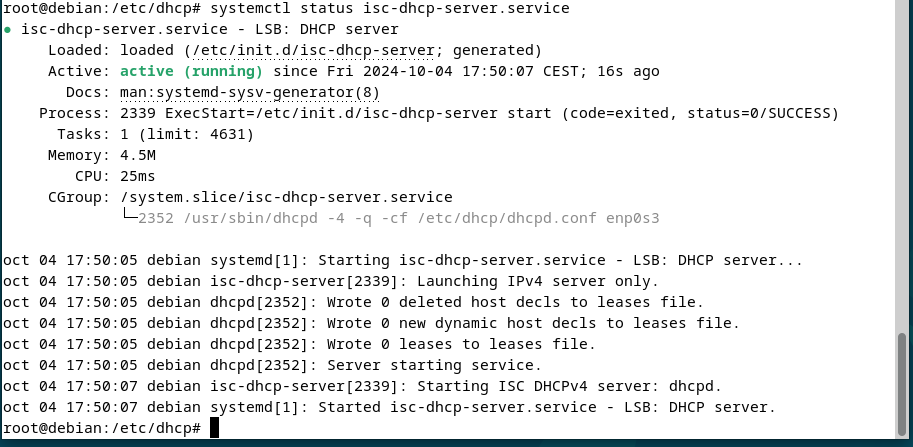 root@debian:/etc/dhcp# systemctl status isc-dhcp-server.service
● isc-dhcp-server.service - LSB: DHCP server
     Loaded: loaded (/etc/init.d/isc-dhcp-server; generated)
     Active: active (running) since Fri 2024-10-04 17:50:07 CEST; 16s ago
       Docs: man:systemd-sysv-generator(8)
    Process: 2339 ExecStart=/etc/init.d/isc-dhcp-server start (code=exited, status=0/SUCCESS)
      Tasks: 1 (limit: 4631)
     Memory: 4.5M
        CPU: 25ms
     CGroup: /system.slice/isc-dhcp-server.service
             └─2352 /usr/sbin/dhcpd -4 -q -cf /etc/dhcp/dhcpd.conf enp0s3

oct 04 17:50:05 debian systemd[1]: Starting isc-dhcp-server.service - LSB: DHCP server...
oct 04 17:50:05 debian isc-dhcp-server[2339]: Launching IPv4 server only.
oct 04 17:50:05 debian dhcpd[2352]: Wrote 0 deleted host decls to leases file.
oct 04 17:50:05 debian dhcpd[2352]: Wrote 0 new dynamic host decls to leases file.
oct 04 17:50:05 debian dhcpd[2352]: Wrote 0 leases to leases file.
oct 04 17:50:05 debian dhcpd[2352]: Server starting service.
oct 04 17:50:07 debian isc-dhcp-server[2339]: Starting ISC DHCPv4 server: dhcpd.
oct 04 17:50:07 debian systemd[1]: Started isc-dhcp-server.service - LSB: DHCP server.
root@debian:/etc/dhcp#